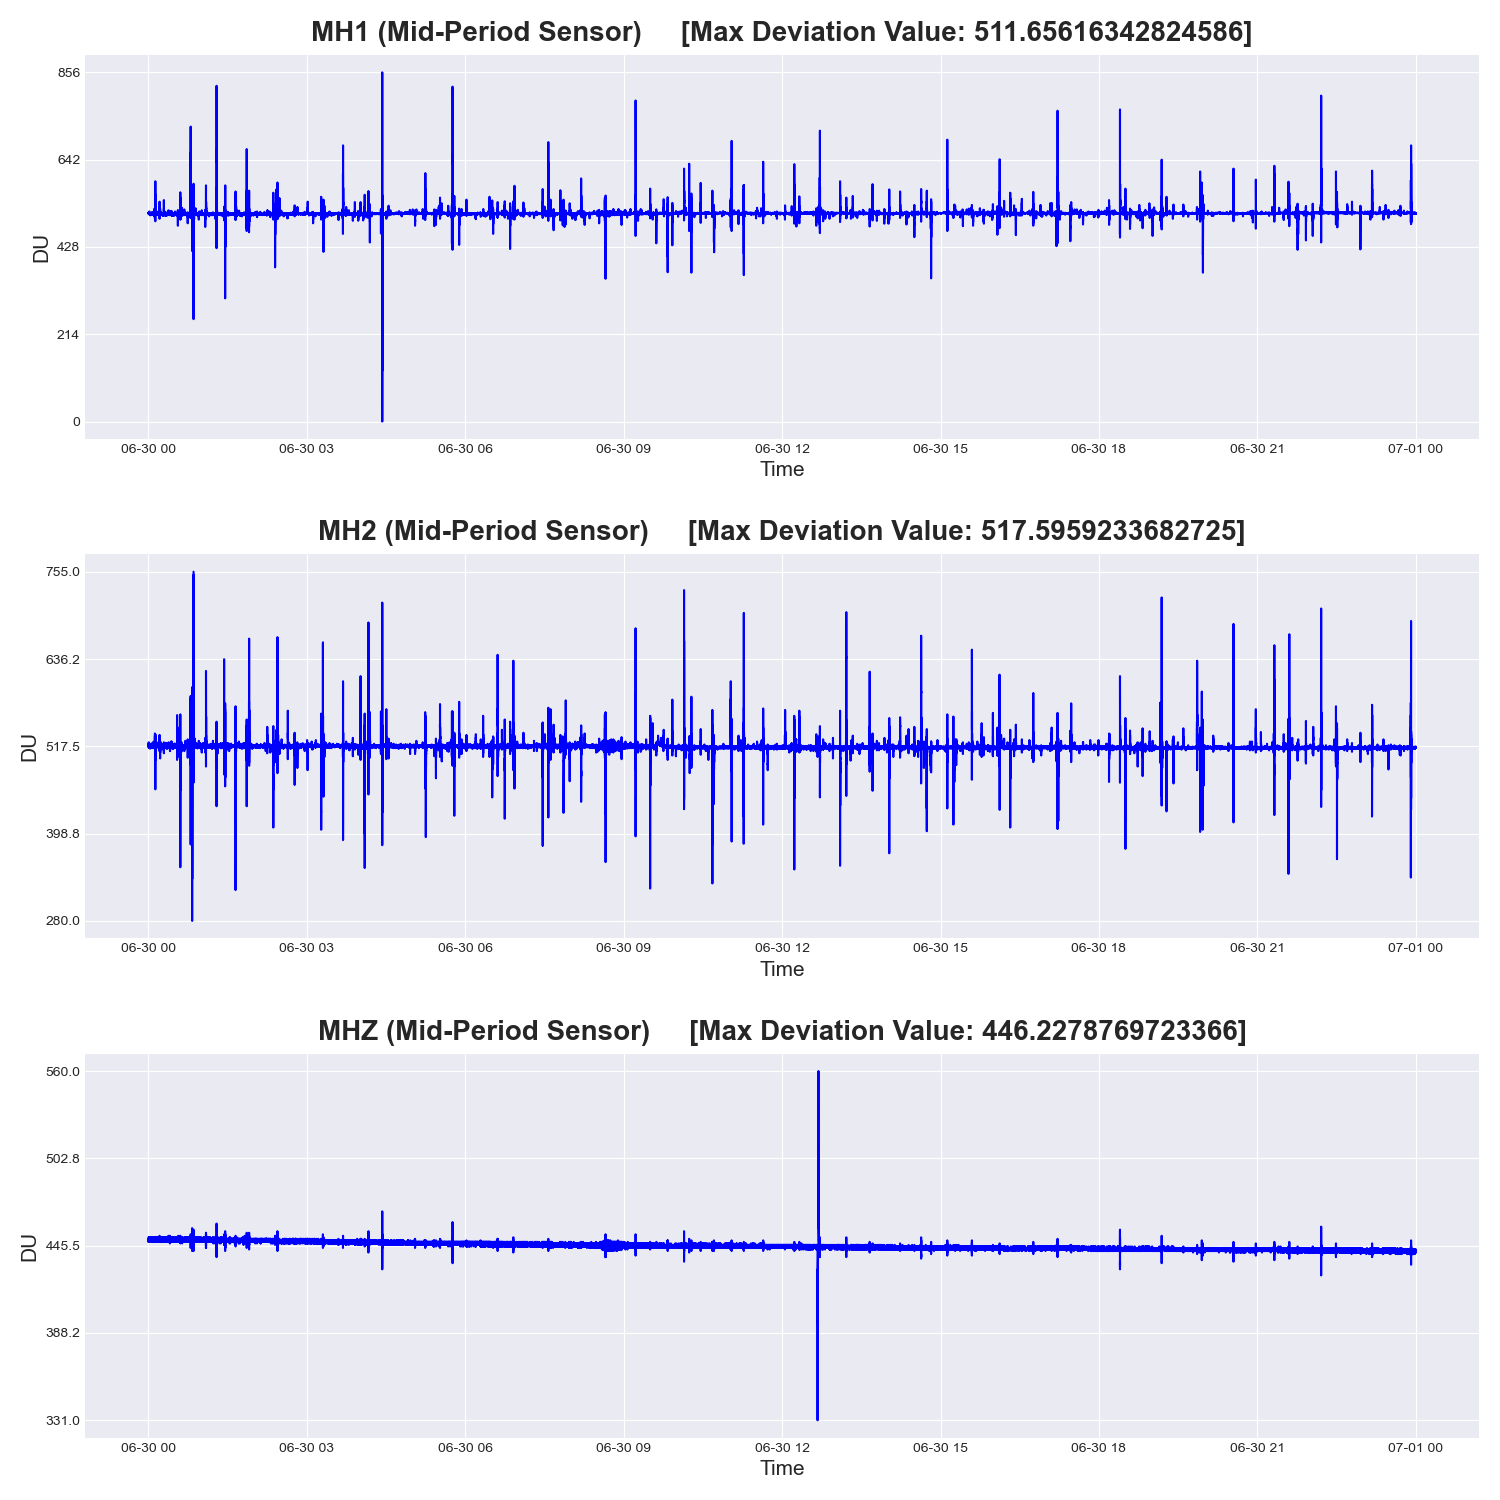 MH1 (Mid-Period Sensor) [Max Deviation Value: 511.65616342824586]
856
642
428
214
0
DU
06-30 00 06-30 03 06-30 06 06-30 09 06-30 12 06-30 15 06-30 18 06-30 21 07-01 00
Time
MH2 (Mid-Period Sensor) [Max Deviation Value: 517.5959233682725]
755.0
636.2
517.5
398.8
280.0
DU
06-30 00 06-30 03 06-30 06 06-30 09 06-30 12 06-30 15 06-30 18 06-30 21 07-01 00
Time
MHZ (Mid-Period Sensor) [Max Deviation Value: 446.2278769723366]
560.0
502.8
445.5
388.2
331.0
DU
06-30 00 06-30 03 06-30 06 06-30 09 06-30 12 06-30 15 06-30 18 06-30 21 07-01 00
Time